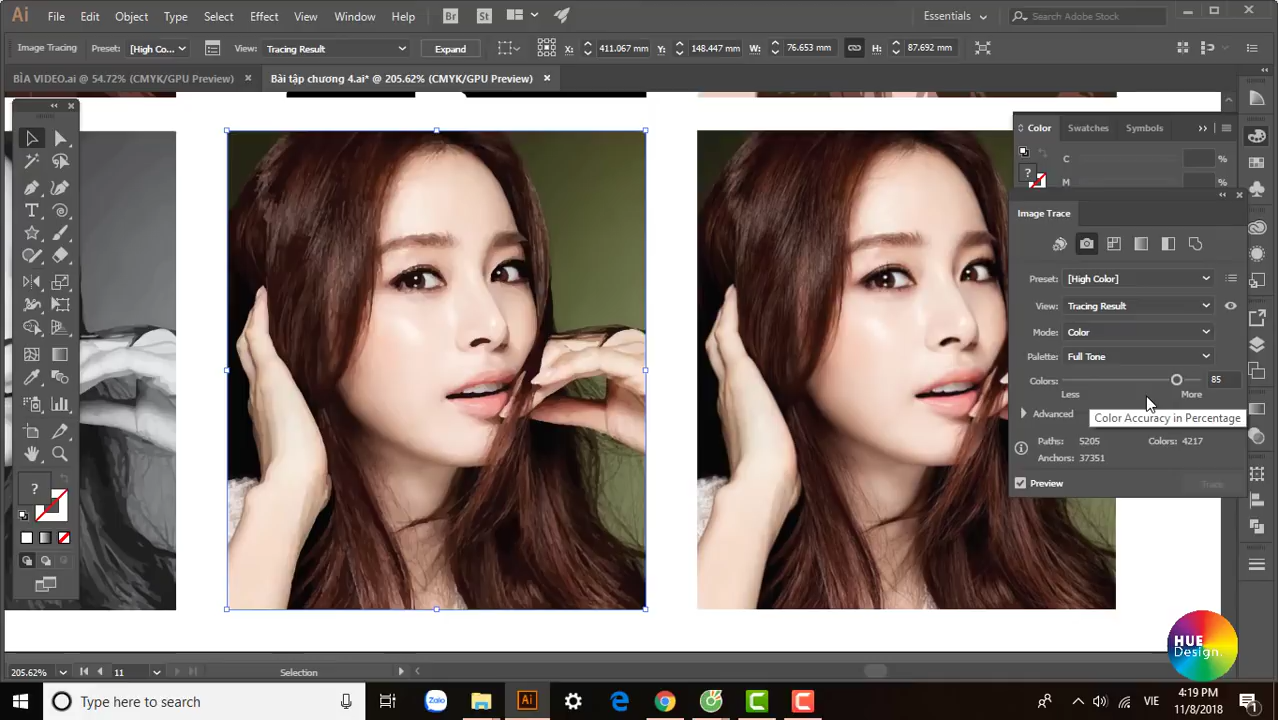 Ai File Edit Object Type Select Effect View Window Help Br St Essentials Search Adobe Stock
Image Tracing Preset: [High Co... View: Tracing Result Expand X: 411.067 mm Y: 148.447 mm W: 76.653 mm H: 87.692 mm
BÌA VIDEO.ai @ 54.72% (CMYK/GPU Preview) × Bài tập chương 4.ai* @ 205.62% (CMYK/GPU Preview) ×
Color Swatches Symbols
C %
? M %
Image Trace
Preset: [High Color]
View: Tracing Result
Mode: Color
Palette: Full Tone
Colors: 85
Less More
Advanced
Color Accuracy in Percentage
Paths: 5205 Colors: 4217
Anchors: 37351
Preview Trace
?
HUE
Design.
205.62% 11 Selection
Type here to search Zalo Ai VIE
4:19 PM
11/8/2018
1